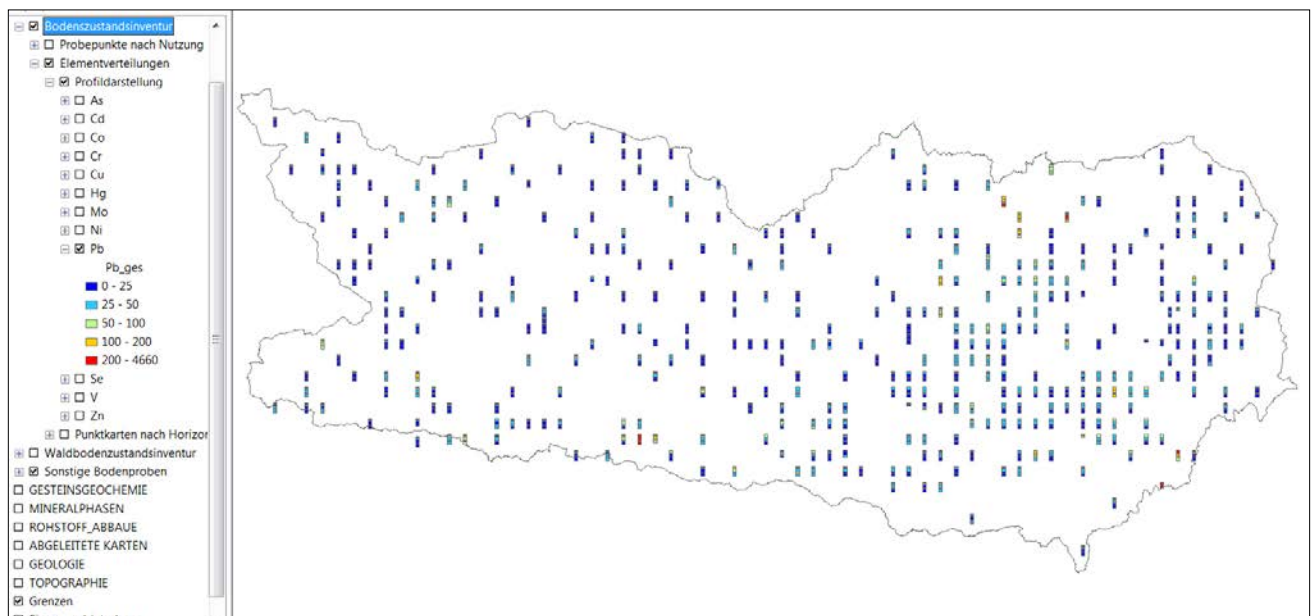 Bodenszustandsinventur
Probepunkte nach Nutzung
Elementverteilungen
Profildarstellung
As
Cd
Co
Cr
Cu
Hg
Mo
Ni
Pb
Pb_ges
0 - 25
25 - 50
50 - 100
100 - 200
200 - 4660
Se
V
Zn
Punktkarten nach Horizor
Waldbodenzustandsinventur
Sonstige Bodenproben
GESTEINSGEOCHEMIE
MINERALPHASEN
ROHSTOFF_ABBAUE
ABGELEITETE KARTEN
GEOLOGIE
TOPOGRAPHIE
Grenzen